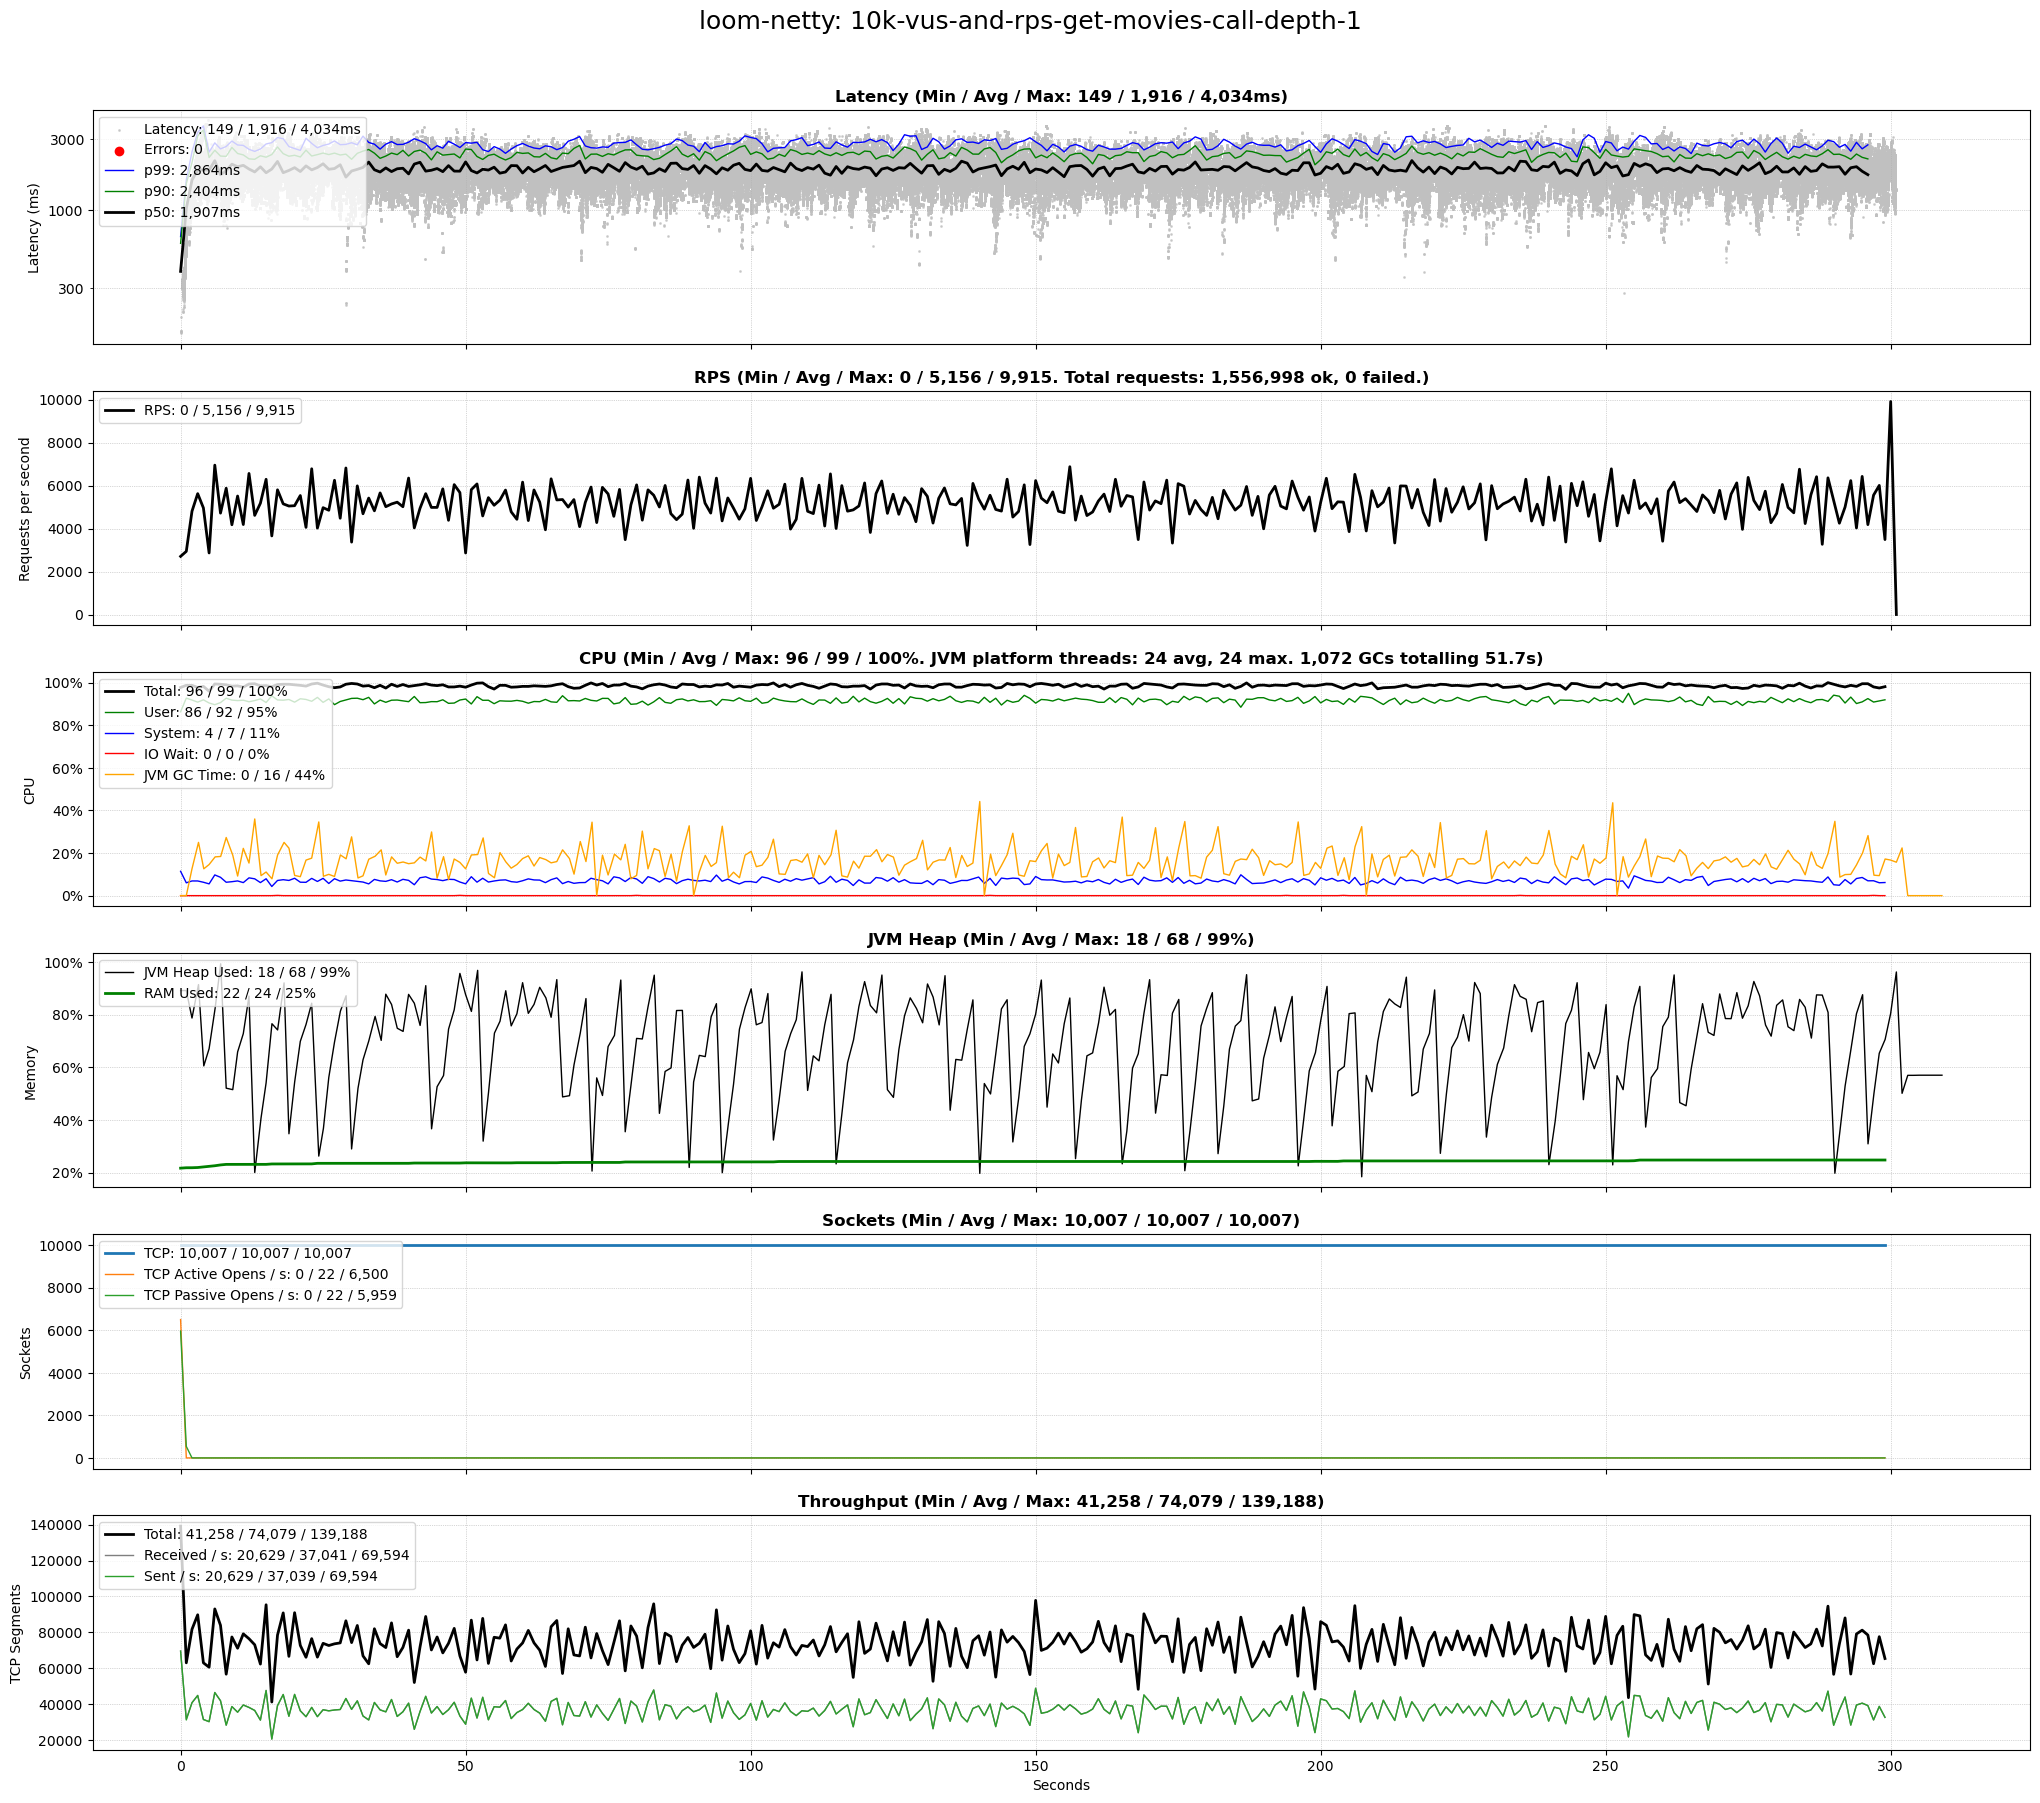 loom-netty: 10k-vus-and-rps-get-movies-call-depth-1
Latency (Min / Avg / Max: 149 / 1,916 / 4,034ms)
Latency (ms)
3000
1000
300
Latency: 149 / 1,916 / 4,034ms
Errors: 0
p99: 2,864ms
p90: 2,404ms
p50: 1,907ms
RPS (Min / Avg / Max: 0 / 5,156 / 9,915. Total requests: 1,556,998 ok, 0 failed.)
Requests per second
10000
8000
6000
4000
2000
0
RPS: 0 / 5,156 / 9,915
CPU (Min / Avg / Max: 96 / 99 / 100%. JVM platform threads: 24 avg, 24 max. 1,072 GCs totalling 51.7s)
CPU
100%
80%
60%
40%
20%
0%
Total: 96 / 99 / 100%
User: 86 / 92 / 95%
System: 4 / 7 / 11%
IO Wait: 0 / 0 / 0%
JVM GC Time: 0 / 16 / 44%
JVM Heap (Min / Avg / Max: 18 / 68 / 99%)
Memory
100%
80%
60%
40%
20%
JVM Heap Used: 18 / 68 / 99%
RAM Used: 22 / 24 / 25%
Sockets (Min / Avg / Max: 10,007 / 10,007 / 10,007)
Sockets
10000
8000
6000
4000
2000
0
TCP: 10,007 / 10,007 / 10,007
TCP Active Opens / s: 0 / 22 / 6,500
TCP Passive Opens / s: 0 / 22 / 5,959
Throughput (Min / Avg / Max: 41,258 / 74,079 / 139,188)
TCP Segments
140000
120000
100000
80000
60000
40000
20000
Total: 41,258 / 74,079 / 139,188
Received / s: 20,629 / 37,041 / 69,594
Sent / s: 20,629 / 37,039 / 69,594
0 50 100 150 200 250 300
Seconds